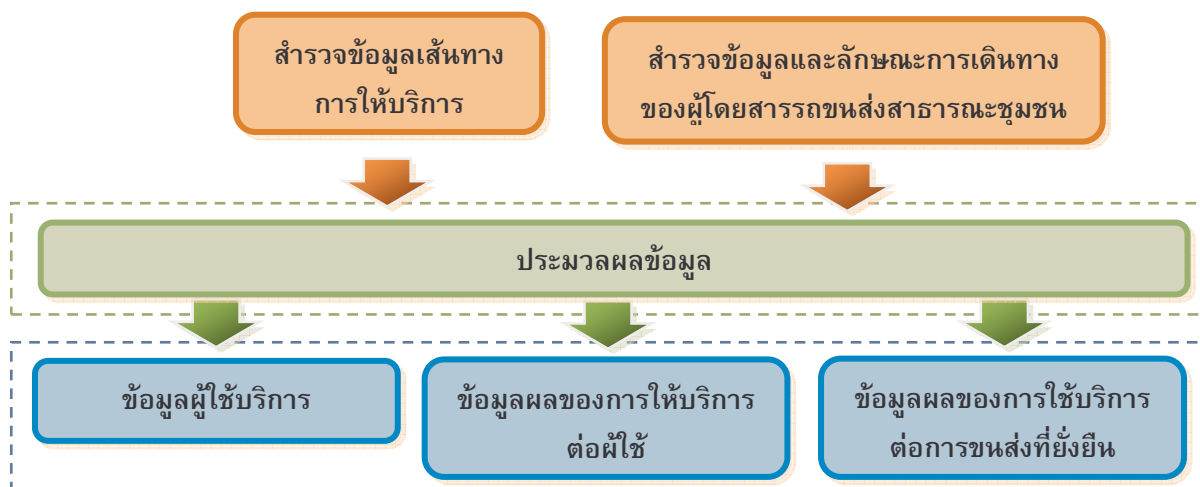 สำรวจข้อมูลเส้นทาง
การให้บริการ
สำรวจข้อมูลและลักษณะการเดินทาง
ของผู้โดยสารรถขนส่งสาธารณะชุมชน
ประมวลผลข้อมูล
ข้อมูลผู้ใช้บริการ
ข้อมูลผลของการให้บริการ
ต่อผู้ใช้
ข้อมูลผลของการใช้บริการ
ต่อการขนส่งที่ยั่งยืน